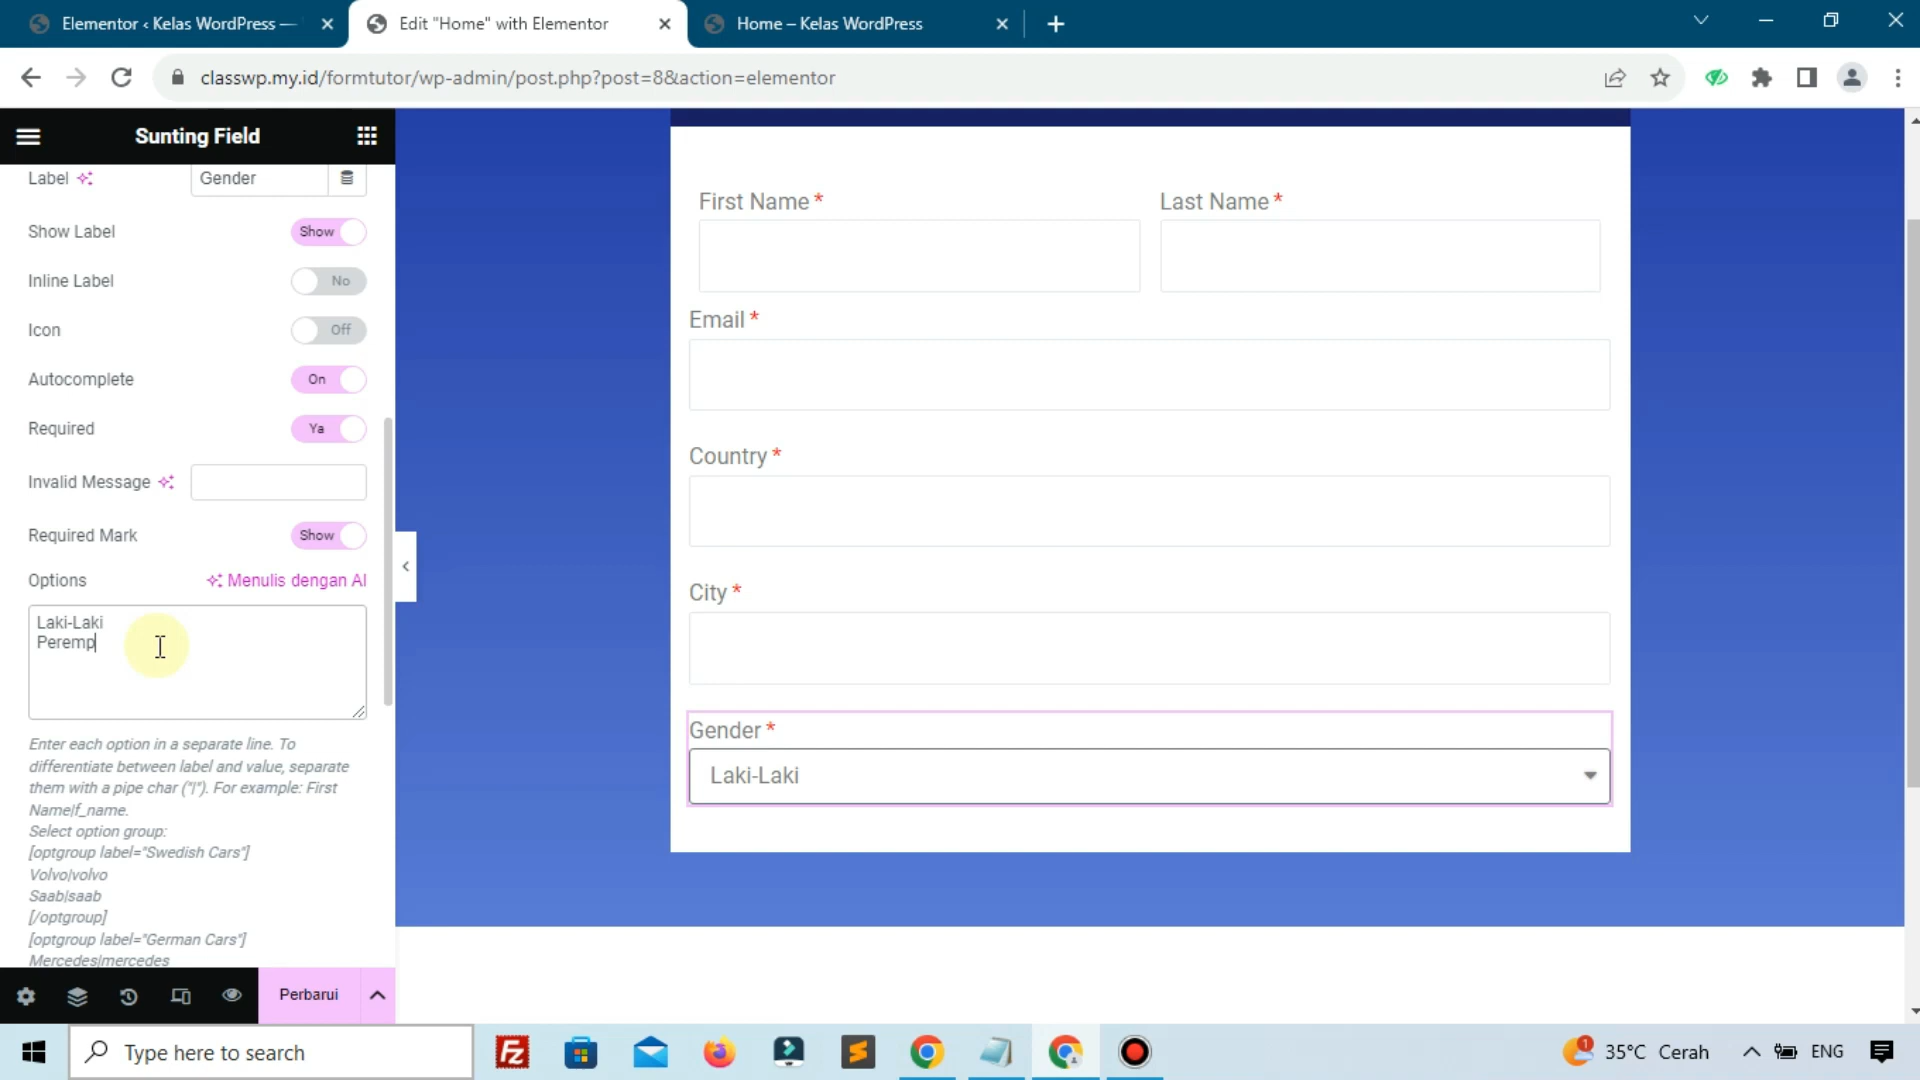 Elementor ‹ Kelas WordPress —
Edit "Home" with Elementor
Home – Kelas WordPress
classwp.my.id/formtutor/wp-admin/post.php?post=8&action=elementor
Sunting Field
Label
Gender
Show Label
Show
Inline Label
No
Icon
Off
Autocomplete
On
Required
Ya
Invalid Message
Required Mark
Show
Options
Menulis dengan AI
Laki-Laki
Peremp
Enter each option in a separate line. To
differentiate between label and value, separate
them with a pipe char ("|"). For example: First
Name|f_name.
Select option group:
[optgroup label="Swedish Cars"]
Volvo|volvo
Saab|saab
[/optgroup]
[optgroup label="German Cars"]
Mercedes|mercedes
Perbarui
First Name *
Last Name *
Email *
Country *
City *
Gender *
Laki-Laki
Type here to search
Fz
1
35°C Cerah
ENG